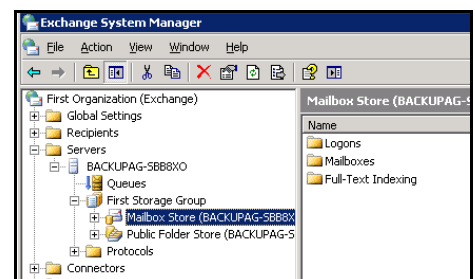 Exchange System Manager
File Action View Window Help
First Organization (Exchange)
Global Settings
Recipients
Servers
BACKUPAG-SBB8XO
Queues
First Storage Group
Mailbox Store (BACKUPAG-SBB8X
Public Folder Store (BACKUPAG-S
Protocols
Connectors
Mailbox Store (BACKUPAG-S
Name
Logons
Mailboxes
Full-Text Indexing